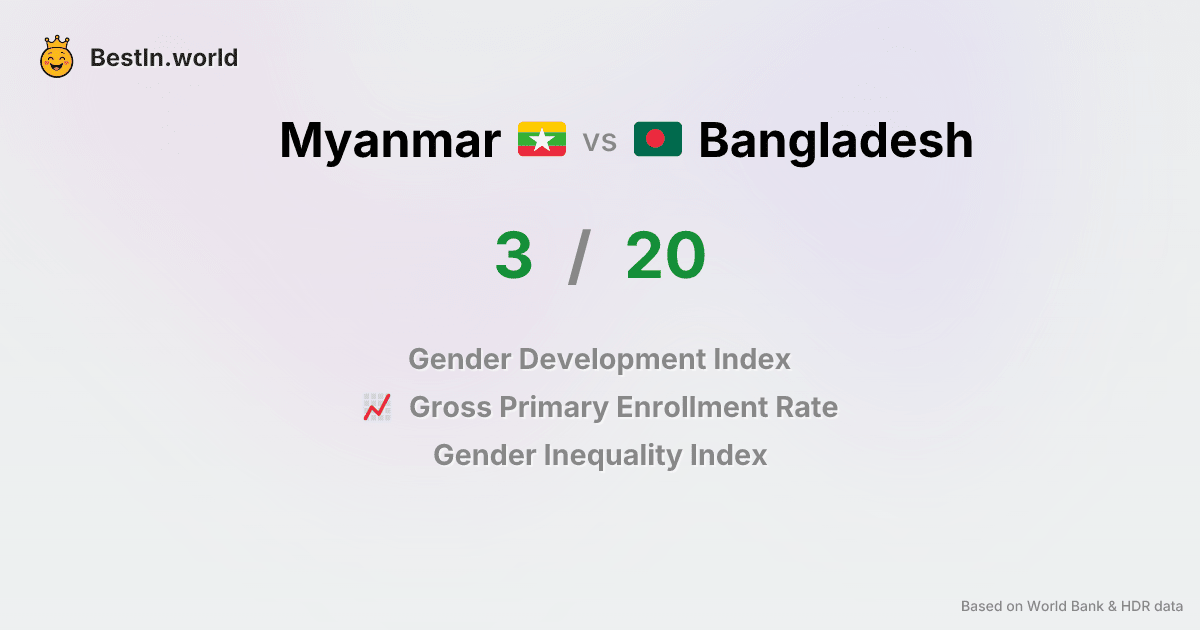 BestIn.world
Myanmar vs Bangladesh
3 / 20
Gender Development Index
Gross Primary Enrollment Rate
Gender Inequality Index
Based on World Bank & HDR data